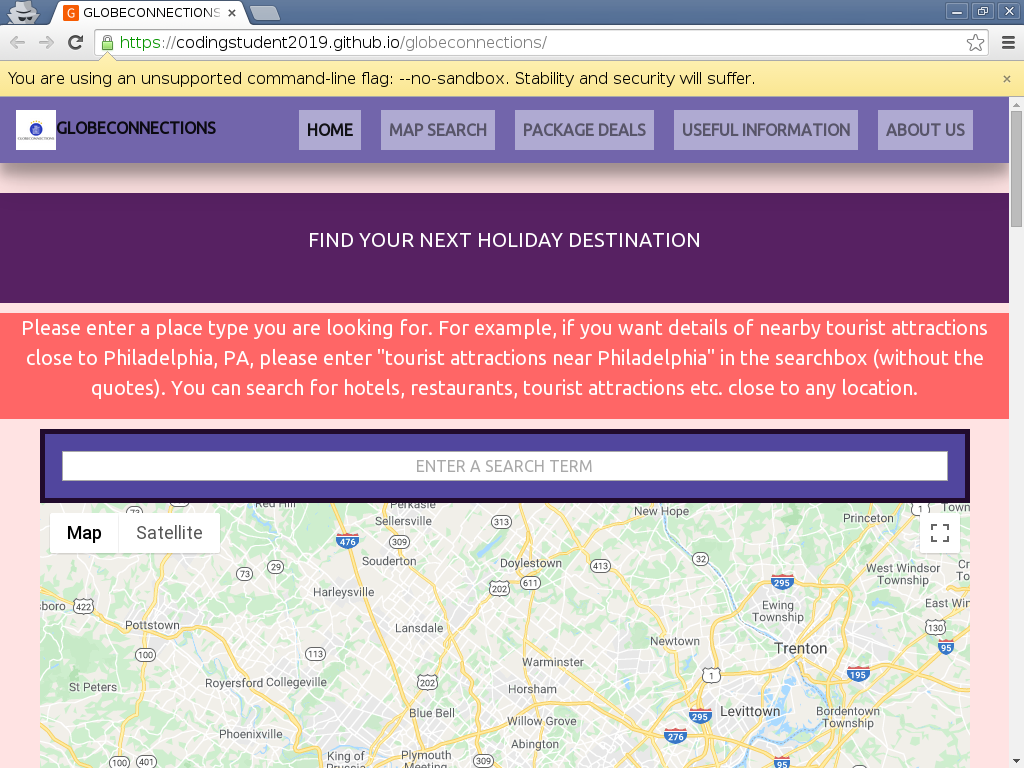 GLOBECONNECTIONS
https://codingstudent2019.github.io/globeconnections/
You are using an unsupported command-line flag: --no-sandbox. Stability and security will suffer.
GLOBECONNECTIONS
HOME
MAP SEARCH
PACKAGE DEALS
USEFUL INFORMATION
ABOUT US
FIND YOUR NEXT HOLIDAY DESTINATION
Please enter a place type you are looking for. For example, if you want details of nearby tourist attractions
close to Philadelphia, PA, please enter "tourist attractions near Philadelphia" in the searchbox (without the
quotes). You can search for hotels, restaurants, tourist attractions etc. close to any location.
ENTER A SEARCH TERM
Map
Satellite
Red Hill
73
Perkasie
Sellersville
313
New Hope
1
Town
Princeton
476
309
Souderton
Doylestown
413
32
29
73
202
611
295
West Windsor
Township
Harleysville
Ewing
Township
East Win
boro
422
Pottstown
Lansdale
130
100
113
Newtown
Trenton
95
Warminster
1
195
St Peters
Royersford
Collegeville
202
Horsham
Blue Bell
Willow Grove
295
Levittown
Bordentown
Township
Phoenixville
276
Abington
King of
Prussia
Plymouth
Meeting
309
100
401
95